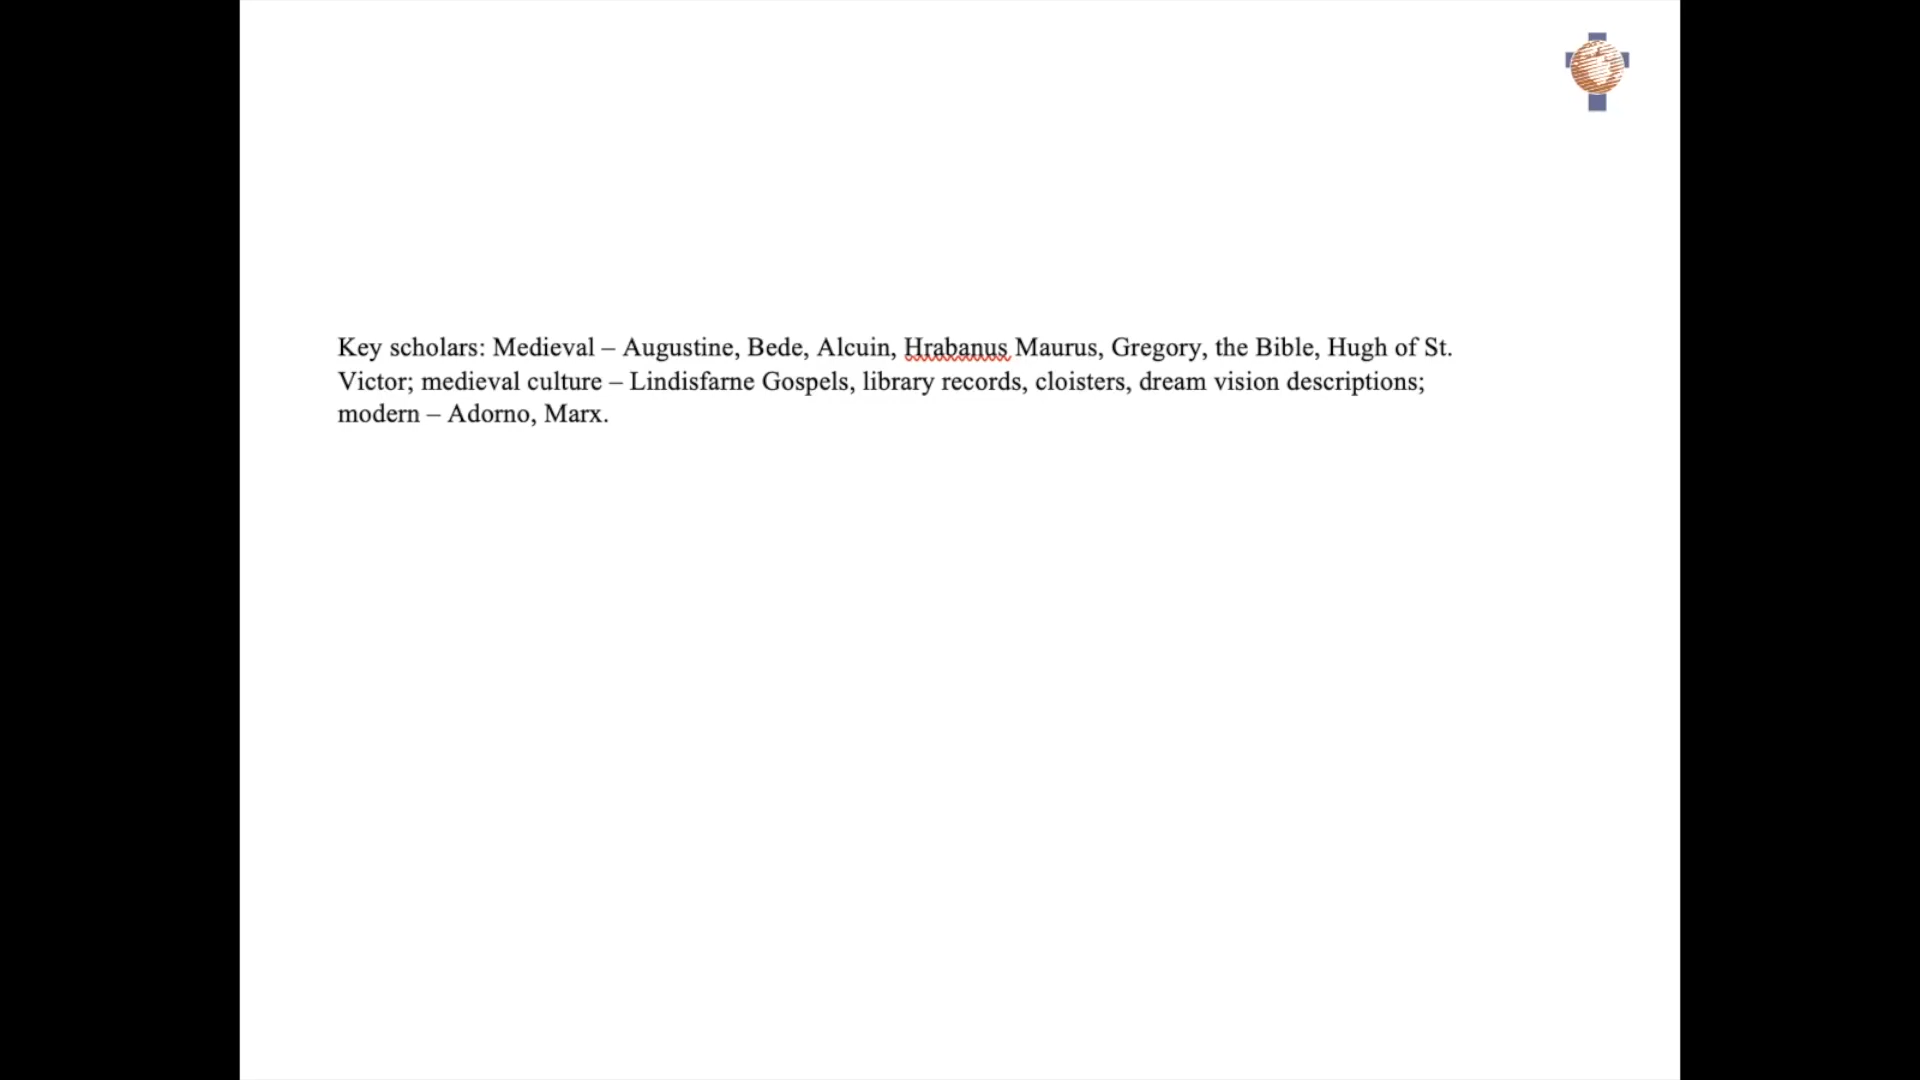 Key scholars: Medieval – Augustine, Bede, Alcuin, Hrabanus Maurus, Gregory, the Bible, Hugh of St.
Victor; medieval culture – Lindisfarne Gospels, library records, cloisters, dream vision descriptions;
modern – Adorno, Marx.